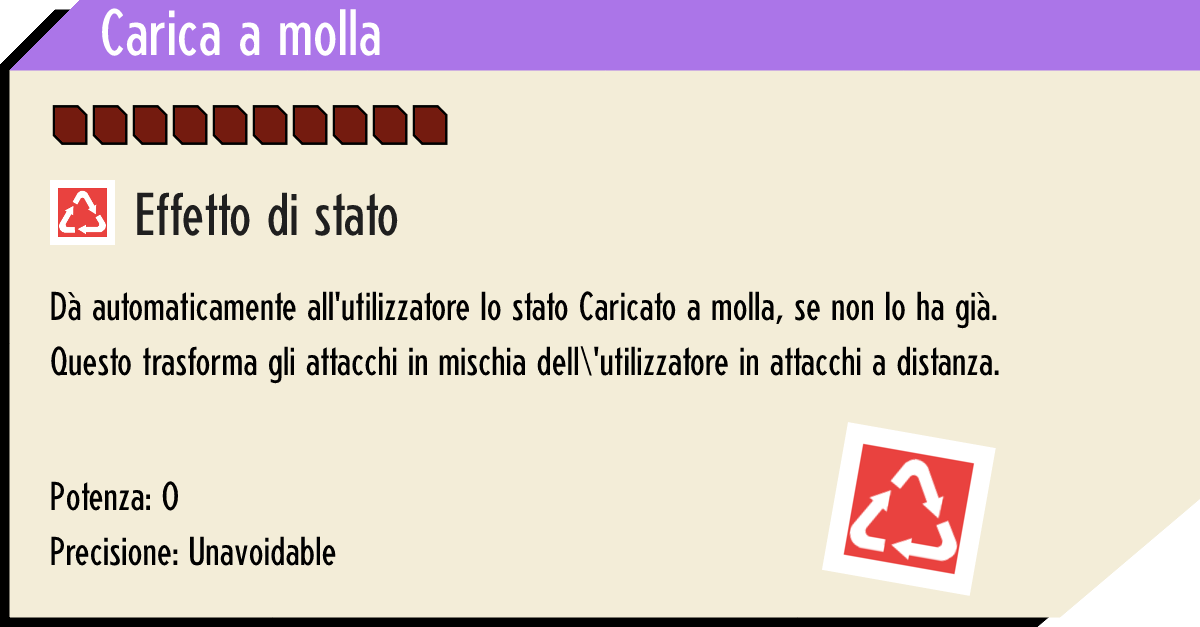 Carica a molla
Effetto di stato
Dà automaticamente all'utilizzatore lo stato Caricato a molla, se non lo ha già.
Questo trasforma gli attacchi in mischia dell\'utilizzatore in attacchi a distanza.
Potenza: 0
Precisione: Unavoidable